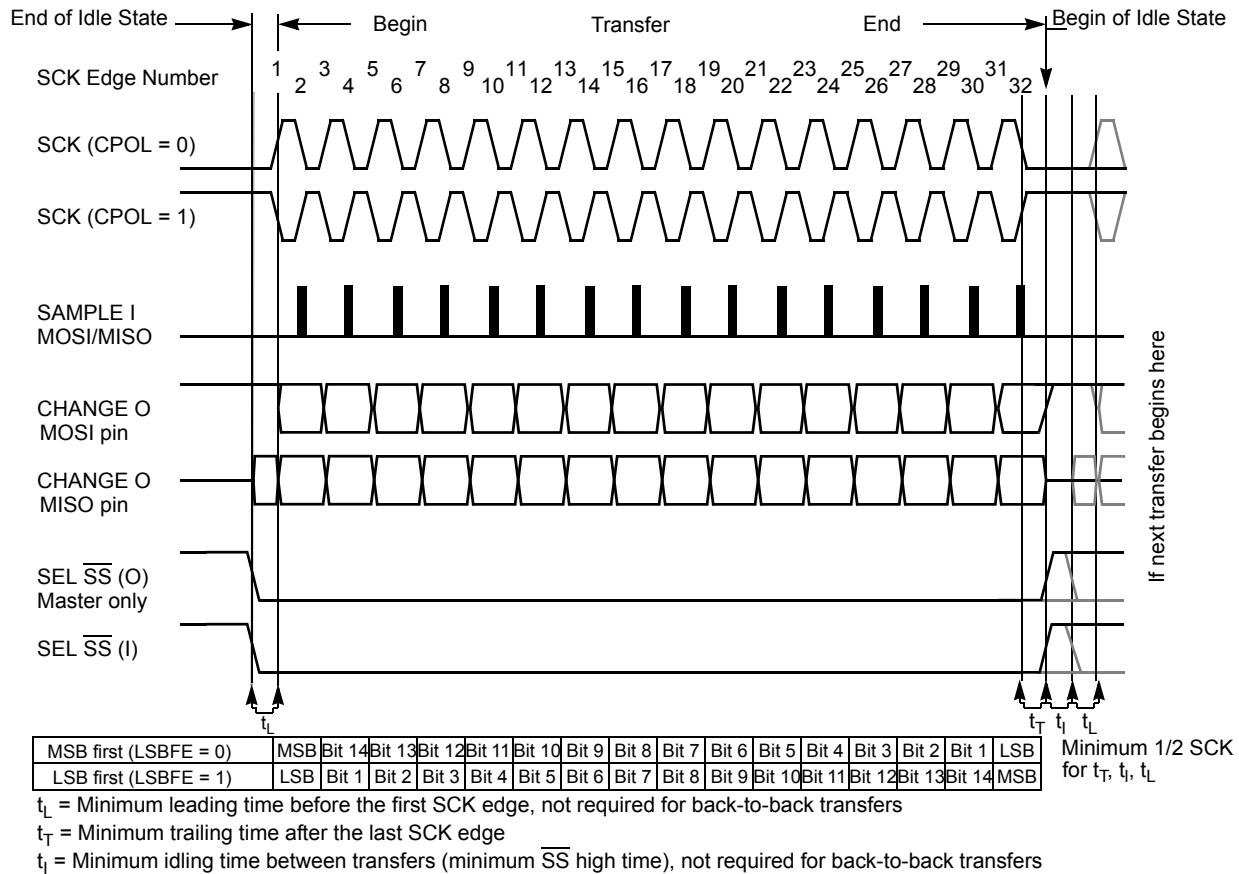 End of Idle State
Begin
Transfer
End
Begin of Idle State
SCK Edge Number
1 2 3 4 5 6 7 8 9 10 11 12 13 14 15 16 17 18 19 20 21 22 23 24 25 26 27 28 29 30 31 32
SCK (CPOL = 0)
SCK (CPOL = 1)
SAMPLE I
MOSI/MISO
CHANGE O
MOSI pin
CHANGE O
MISO pin
SEL SS (O)
Master only
SEL SS (I)
If next transfer begins here
tL
tT tI tL
MSB first (LSBFE = 0) MSB Bit 14 Bit 13 Bit 12 Bit 11 Bit 10 Bit 9 Bit 8 Bit 7 Bit 6 Bit 5 Bit 4 Bit 3 Bit 2 Bit 1 LSB
LSB first (LSBFE = 1) LSB Bit 1 Bit 2 Bit 3 Bit 4 Bit 5 Bit 6 Bit 7 Bit 8 Bit 9 Bit 10 Bit 11 Bit 12 Bit 13 Bit 14 MSB
Minimum 1/2 SCK
for tT, tI, tL
tL = Minimum leading time before the first SCK edge, not required for back-to-back transfers
tT = Minimum trailing time after the last SCK edge
tI = Minimum idling time between transfers (minimum SS high time), not required for back-to-back transfers